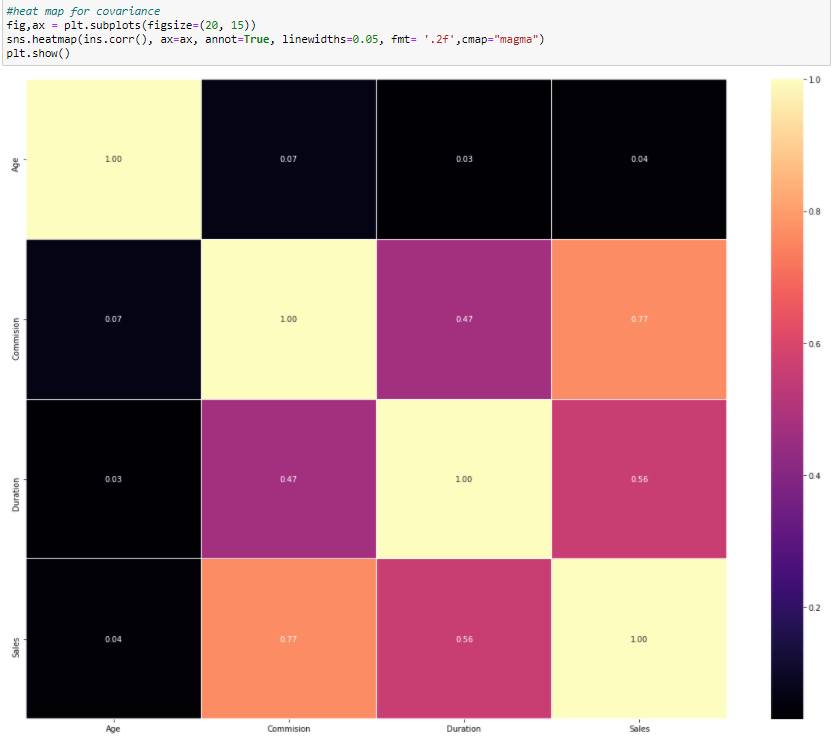 #heat map for covariance
fig,ax = plt.subplots(figsize=(20, 15))
sns.heatmap(ins.corr(), ax=ax, annot=True, linewidths=0.05, fmt= '.2f',cmap="magma")
plt.show()
1.0
Age 1.00 0.07 0.03 0.04
0.8
Commision 0.07 1.00 0.47 0.77
0.6
0.4
Duration 0.03 0.47 1.00 0.56
0.2
Sales 0.04 0.77 0.56 1.00
Age Commision Duration Sales